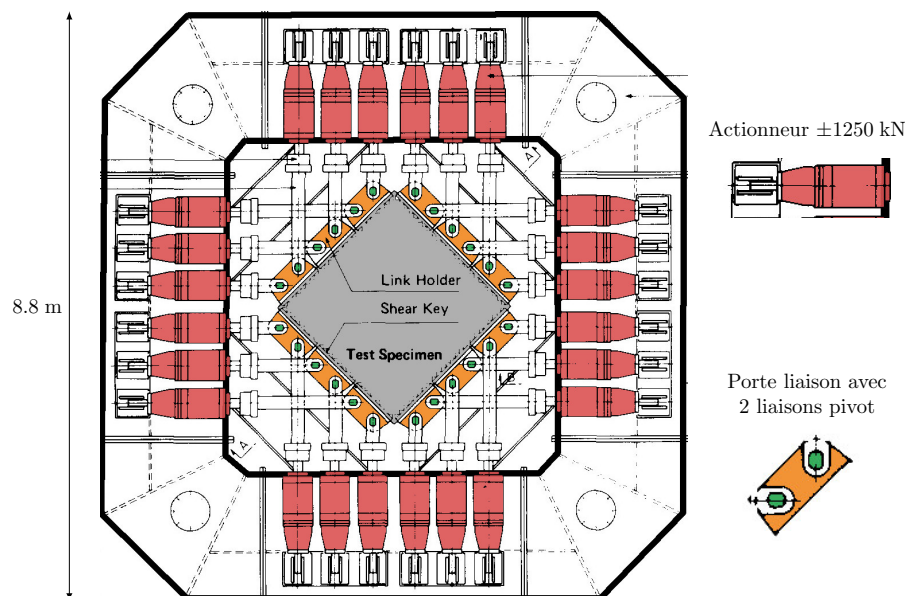 8.8 m
A
Link Holder
Shear Key
Test Specimen
B
A
Actionneur ±1250 kN
Porte liaison avec
2 liaisons pivot